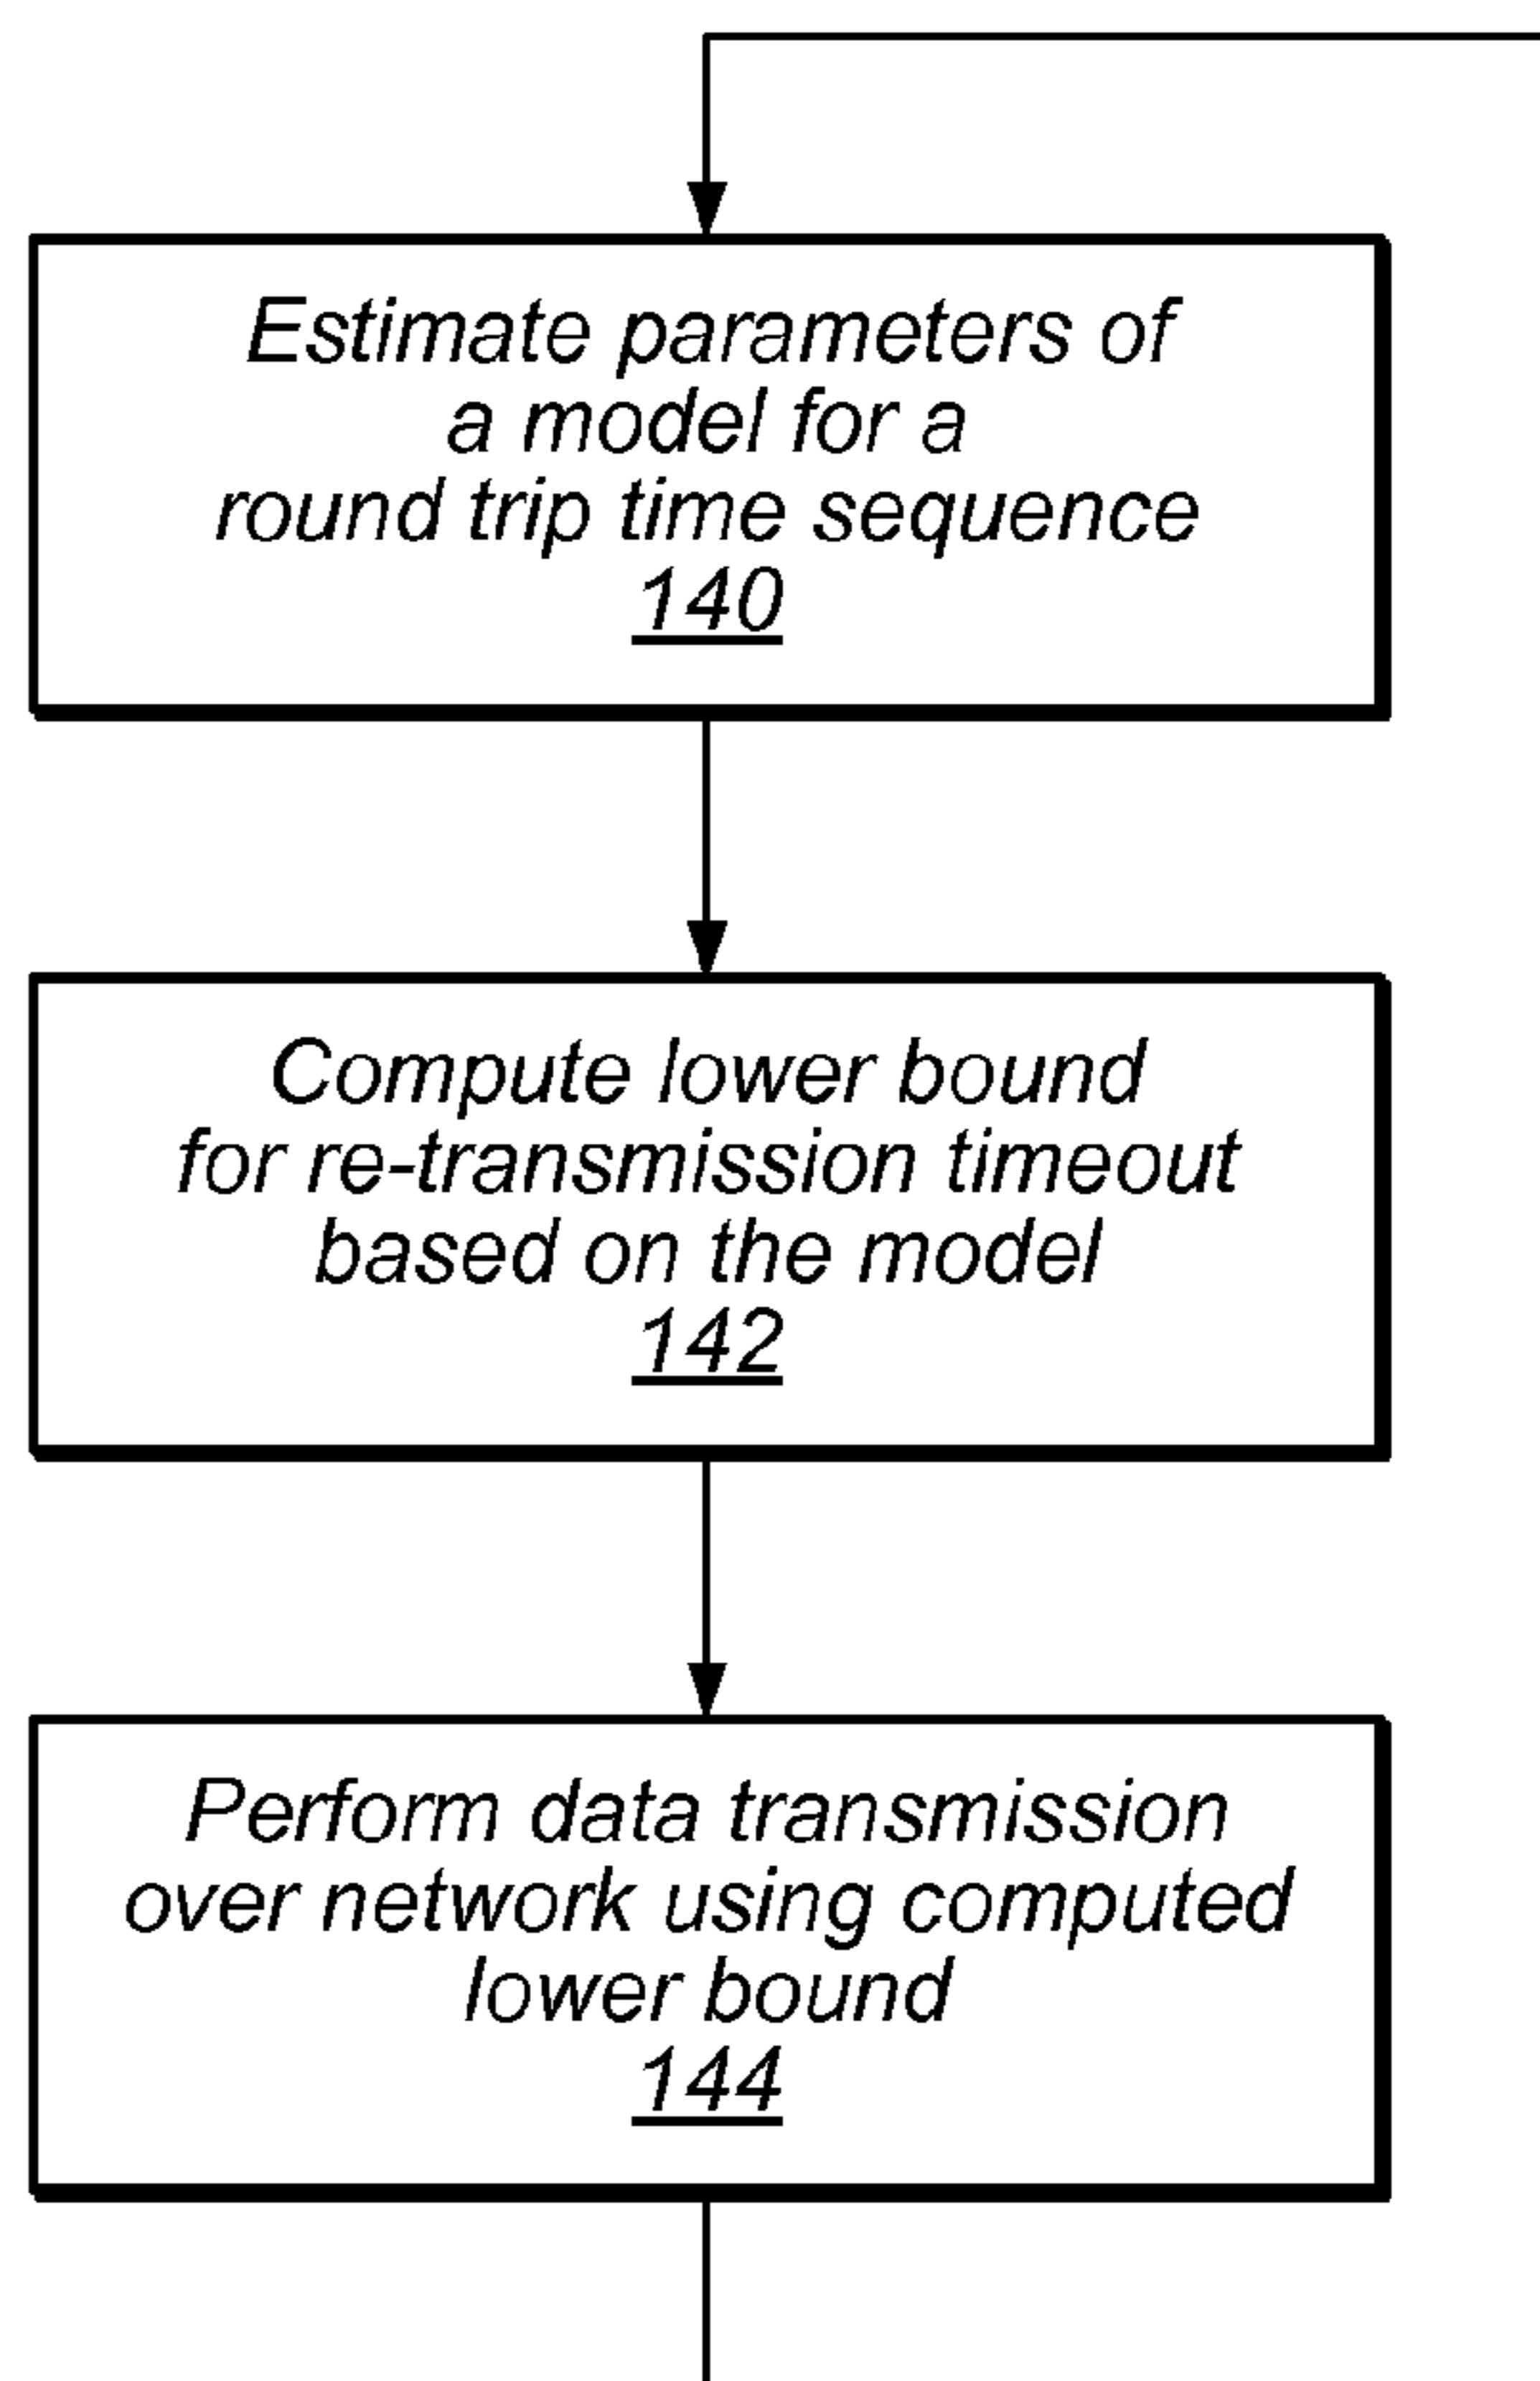 Estimate parameters of
a model for a
round trip time sequence
140
Compute lower bound
for re-transmission timeout
based on the model
142
Perform data transmission
over network using computed
lower bound
144